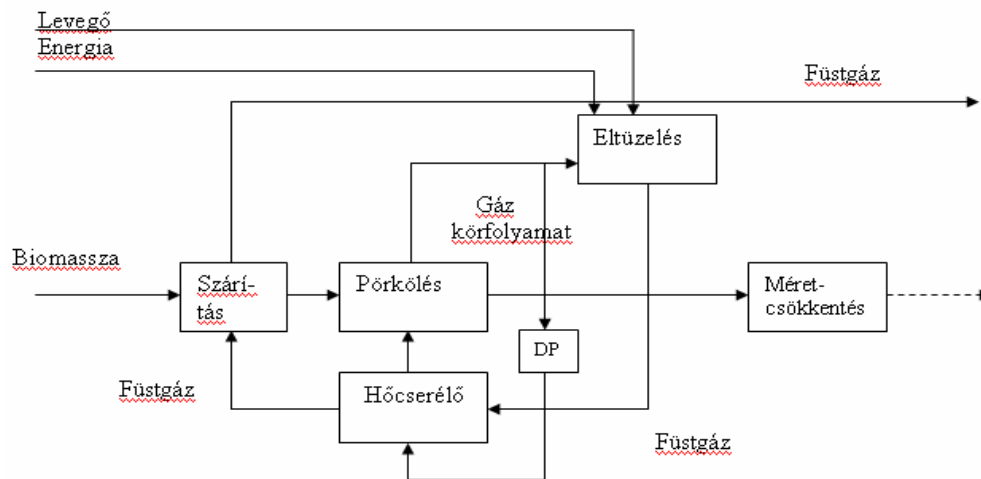 Levegő
Energia
Füstgáz
Eltüzelés
Gáz
körfolyamat
Biomassza
Szárí-
tás
Pörkölés
Méret-
csökkentés
DP
Füstgáz
Hőcserélő
Füstgáz